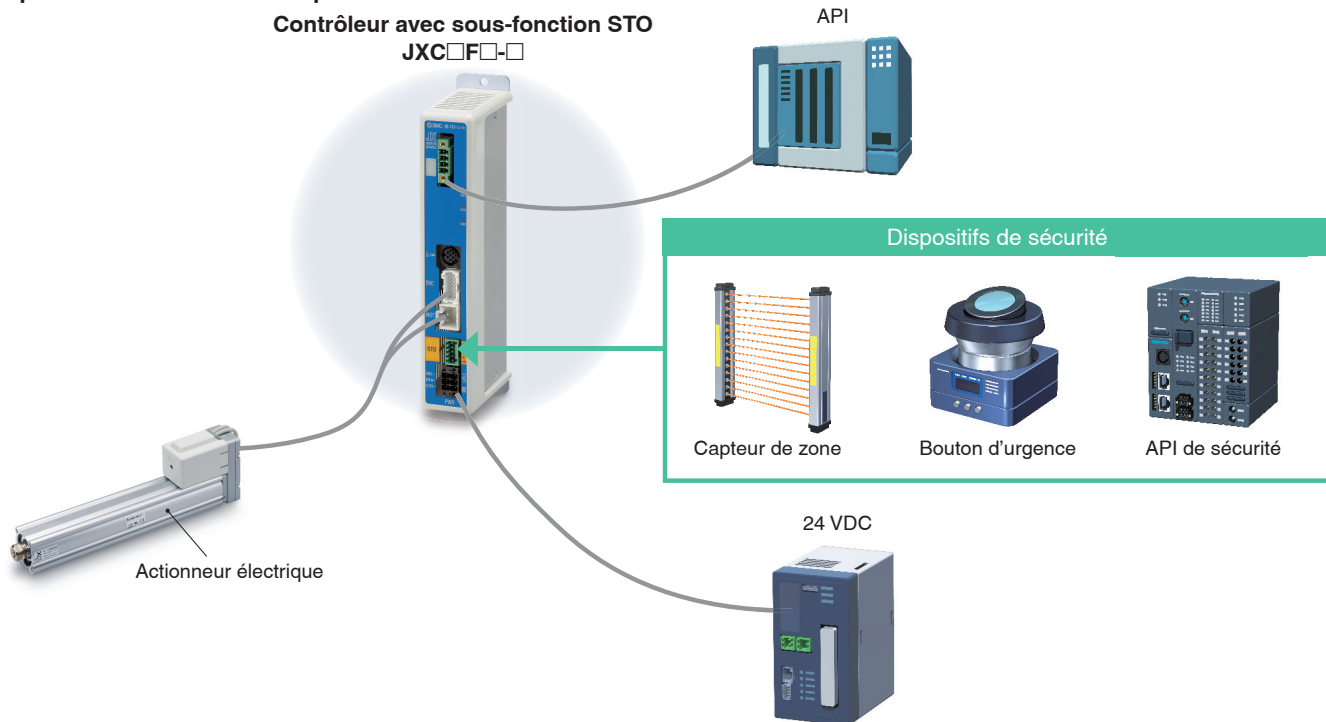 Contrôleur avec sous-fonction STO
JXC□F□-□
API
Dispositifs de sécurité
Capteur de zone
Bouton d'urgence
API de sécurité
STO
24 VDC
Actionneur électrique